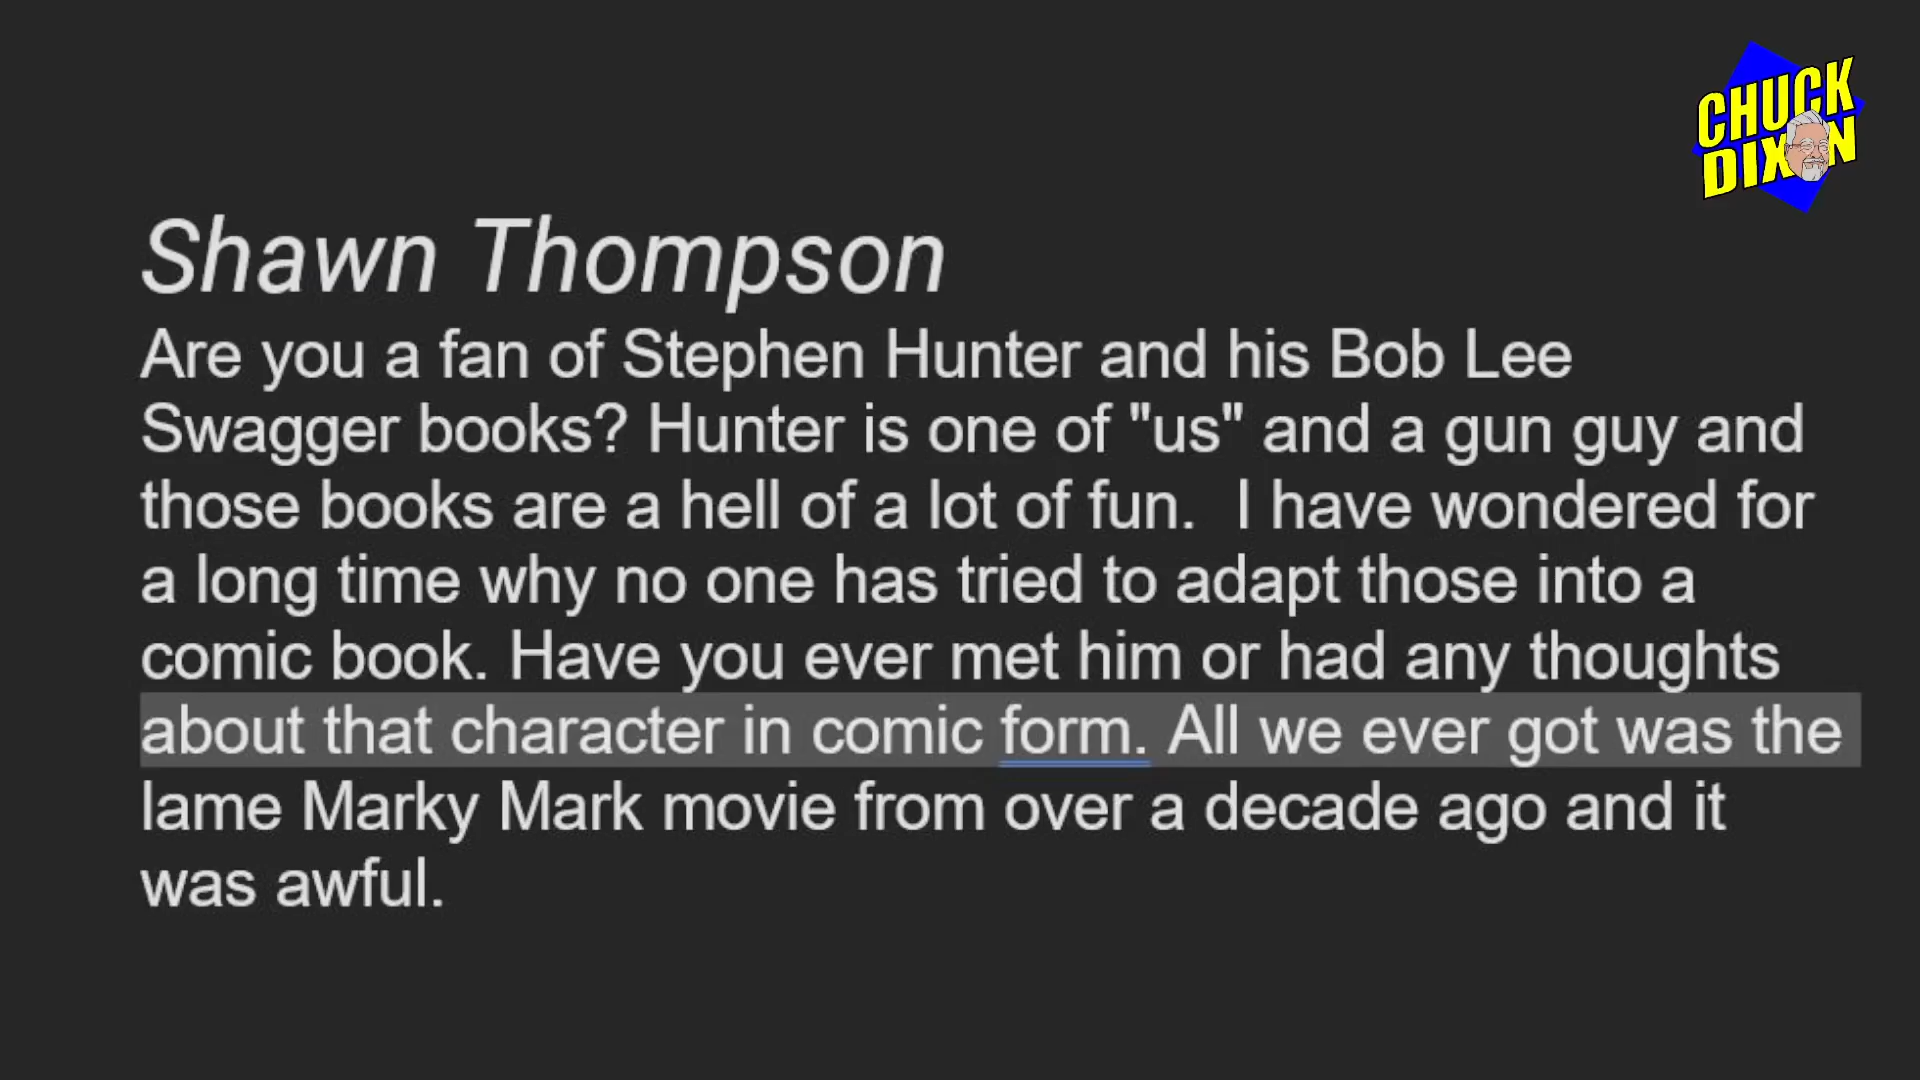 CHUCK
DIXON
Shawn Thompson
Are you a fan of Stephen Hunter and his Bob Lee
Swagger books? Hunter is one of "us" and a gun guy and
those books are a hell of a lot of fun.  I have wondered for
a long time why no one has tried to adapt those into a
comic book. Have you ever met him or had any thoughts
about that character in comic form. All we ever got was the
lame Marky Mark movie from over a decade ago and it
was awful.